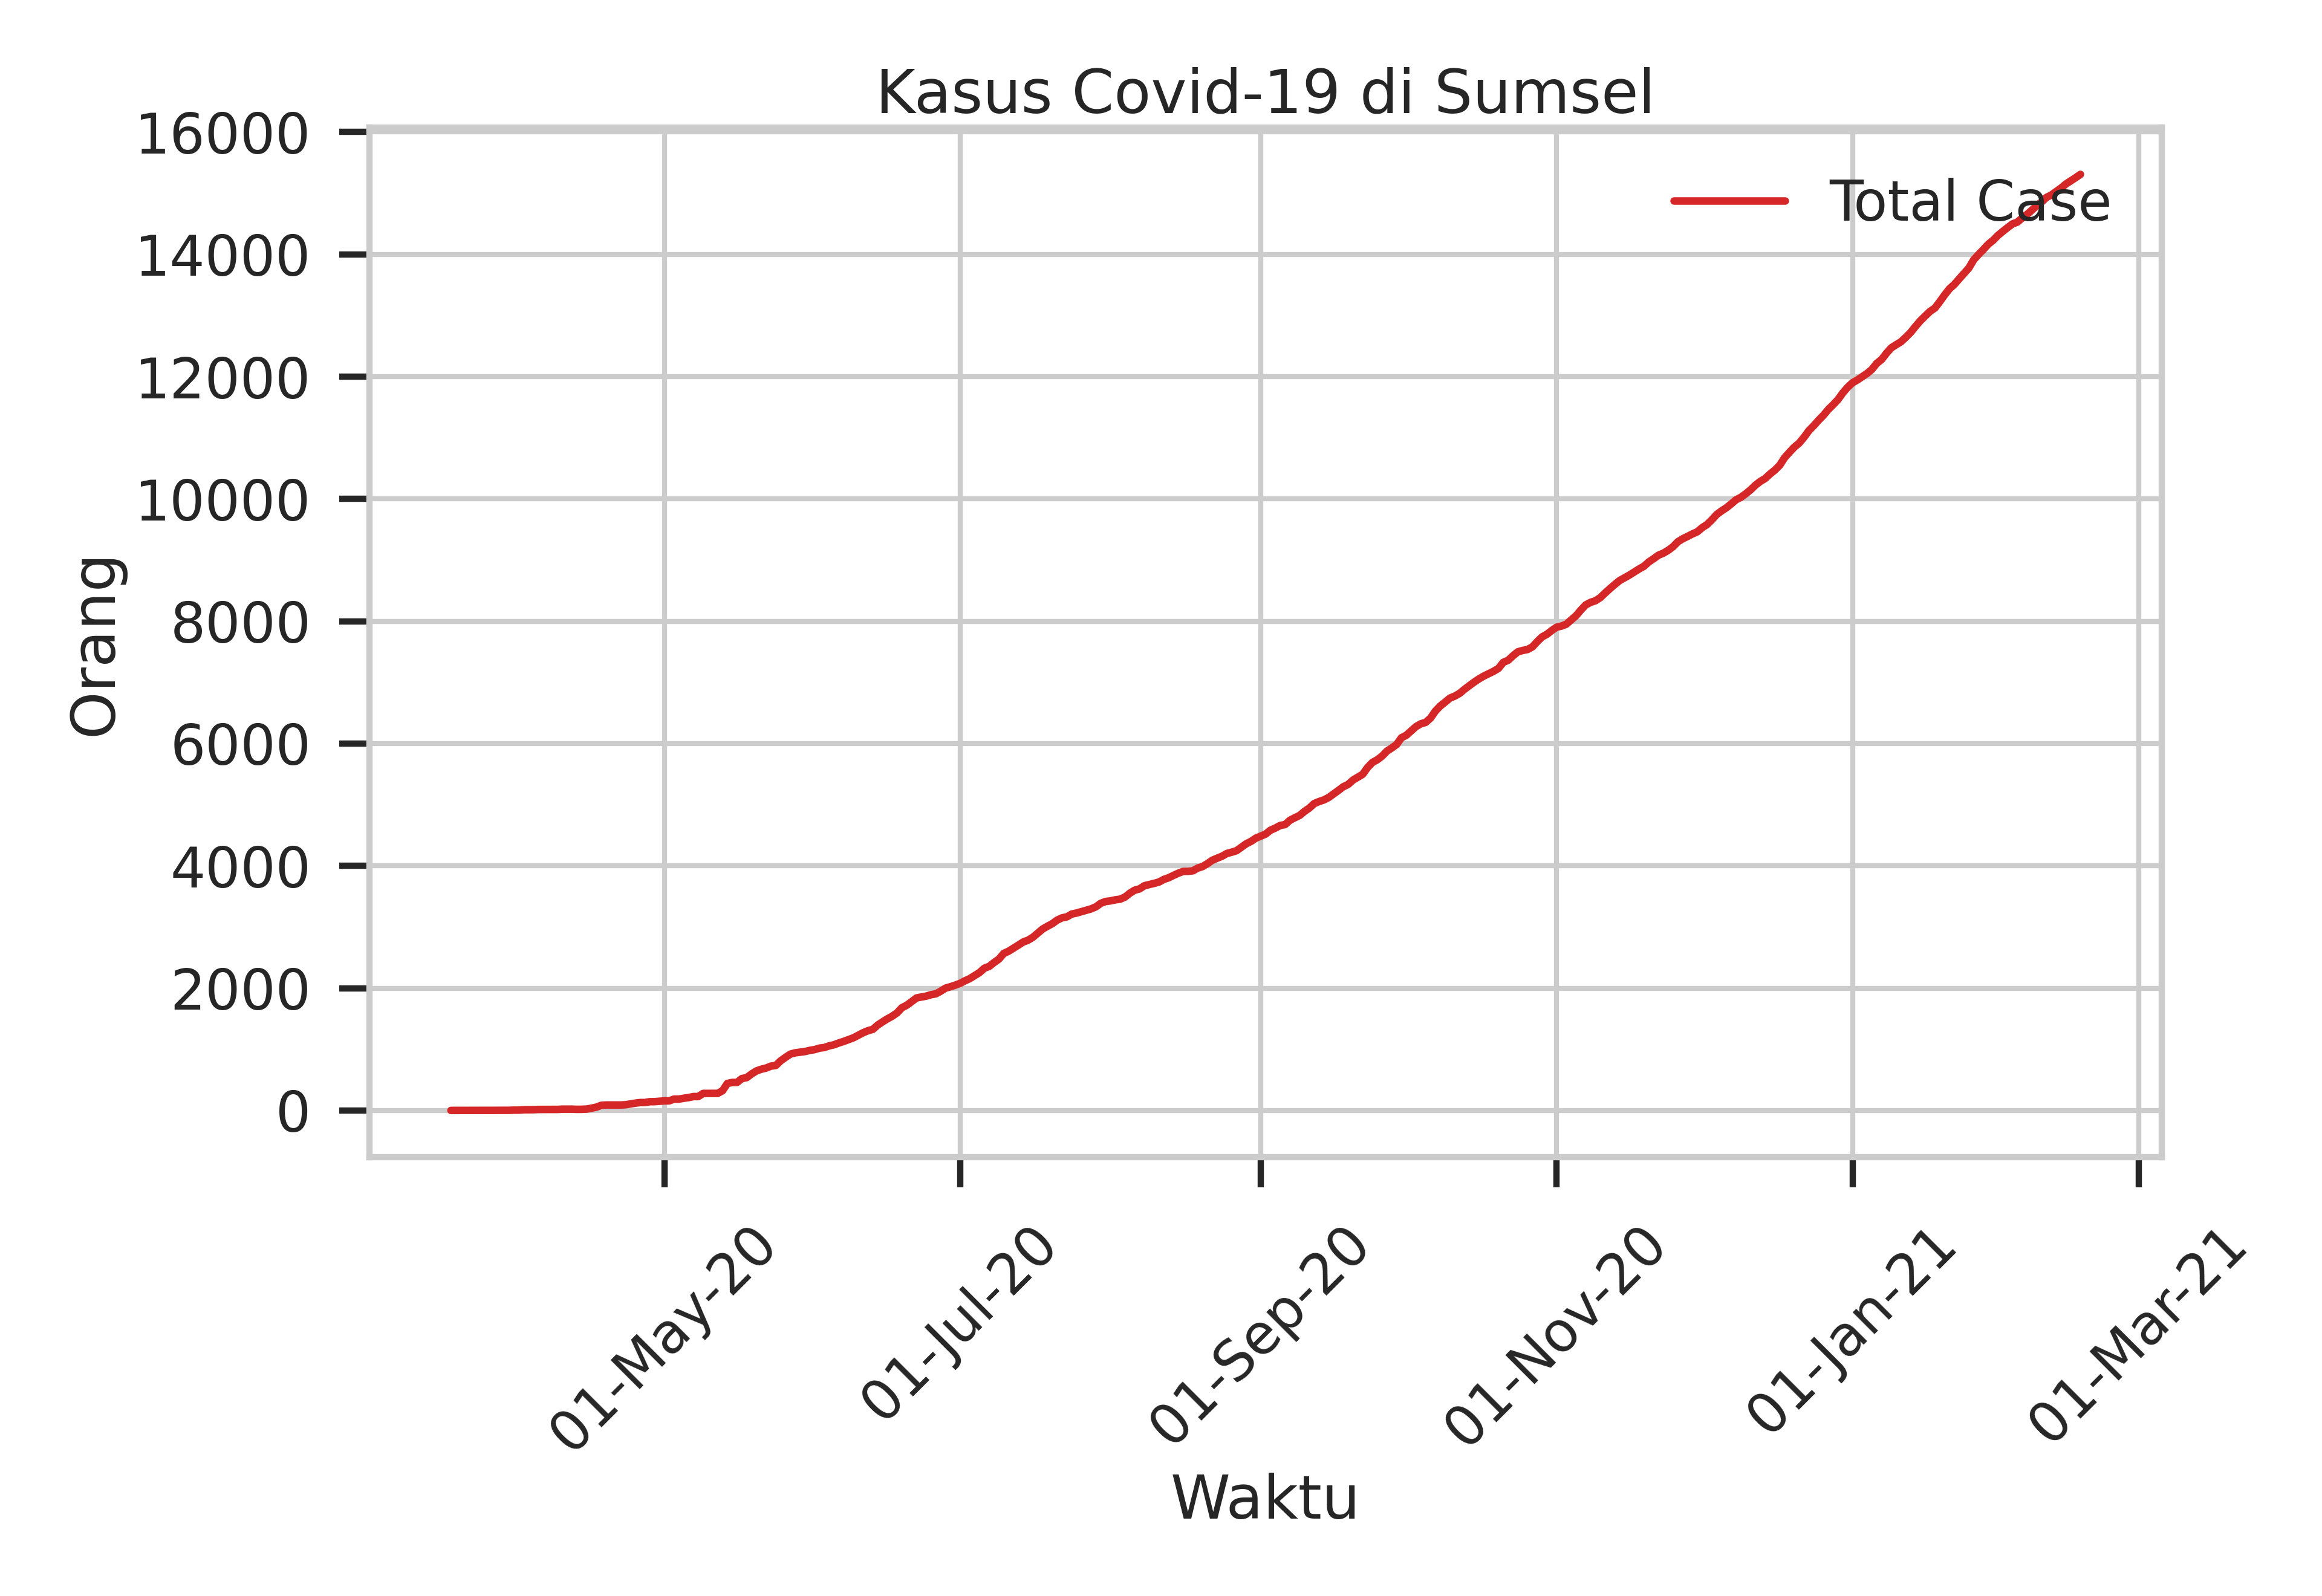 Kasus Covid-19 di Sumsel
Total Case
Orang
16000
14000
12000
10000
8000
6000
4000
2000
0
01-May-20
01-Jul-20
01-Sep-20
01-Nov-20
01-Jan-21
01-Mar-21
Waktu